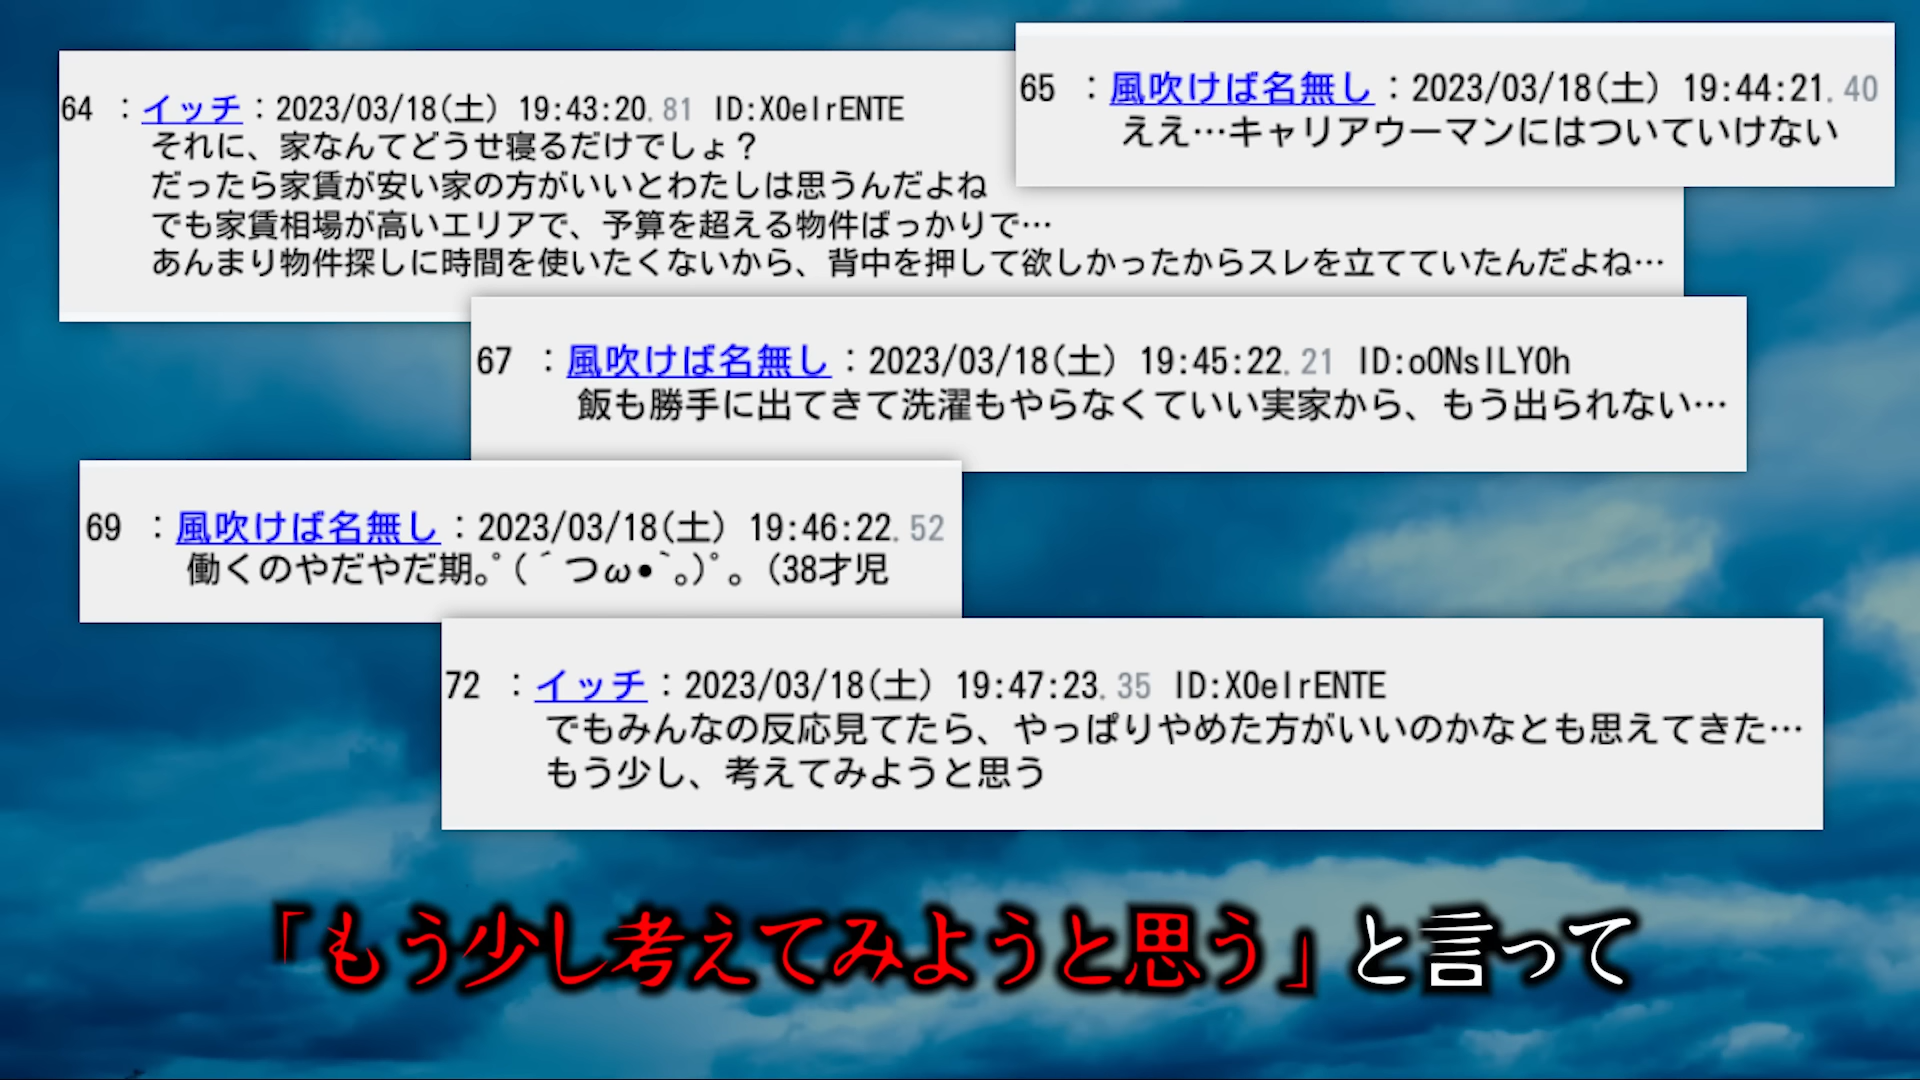 64 ：イッチ：2023/03/18(土) 19:43:20.81 ID:X0eIrENTE
それに、家なんてどうせ寝るだけでしょ？
だったら家賃が安い家の方がいいとわたしは思うんだよね
でも家賃相場が高いエリアで、予算を超える物件ばっかりで…
あんまり物件探しに時間を使いたくないから、背中を押して欲しかったからスレを立てていたんだよね…
65 ：風吹けば名無し：2023/03/18(土) 19:44:21.40
ええ…キャリアウーマンにはついていけない
67 ：風吹けば名無し：2023/03/18(土) 19:45:22.21 ID:oONsILY0h
飯も勝手に出てきて洗濯もやらなくていい実家から、もう出られない…
69 ：風吹けば名無し：2023/03/18(土) 19:46:22.52
働くのやだやだ期｡ﾟ(ﾞ´つω•`｡)ﾟ｡（38才児
72 ：イッチ：2023/03/18(土) 19:47:23.35 ID:X0eIrENTE
でもみんなの反応見てたら、やっぱりやめた方がいいのかなとも思えてきた…
もう少し、考えてみようと思う
「もう少し考えてみようと思う」と言って